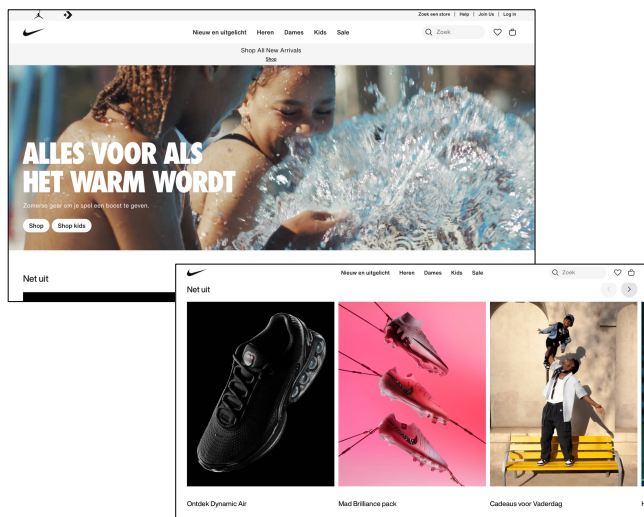 Zoek een store | Help | Join Us | Log in
Nieuw en uitgelicht Heren Dames Kids Sale
Zoek
Shop All New Arrivals
Shop
ALLES VOOR ALS
HET WARM WORDT
Zomerse gear om je spel een boost te geven.
Shop Shop kids
Net uit
Nieuw en uitgelicht Heren Dames Kids Sale
Zoek
Net uit
Ontdek Dynamic Air
Mad Brilliance pack
Cadeaus voor Vaderdag